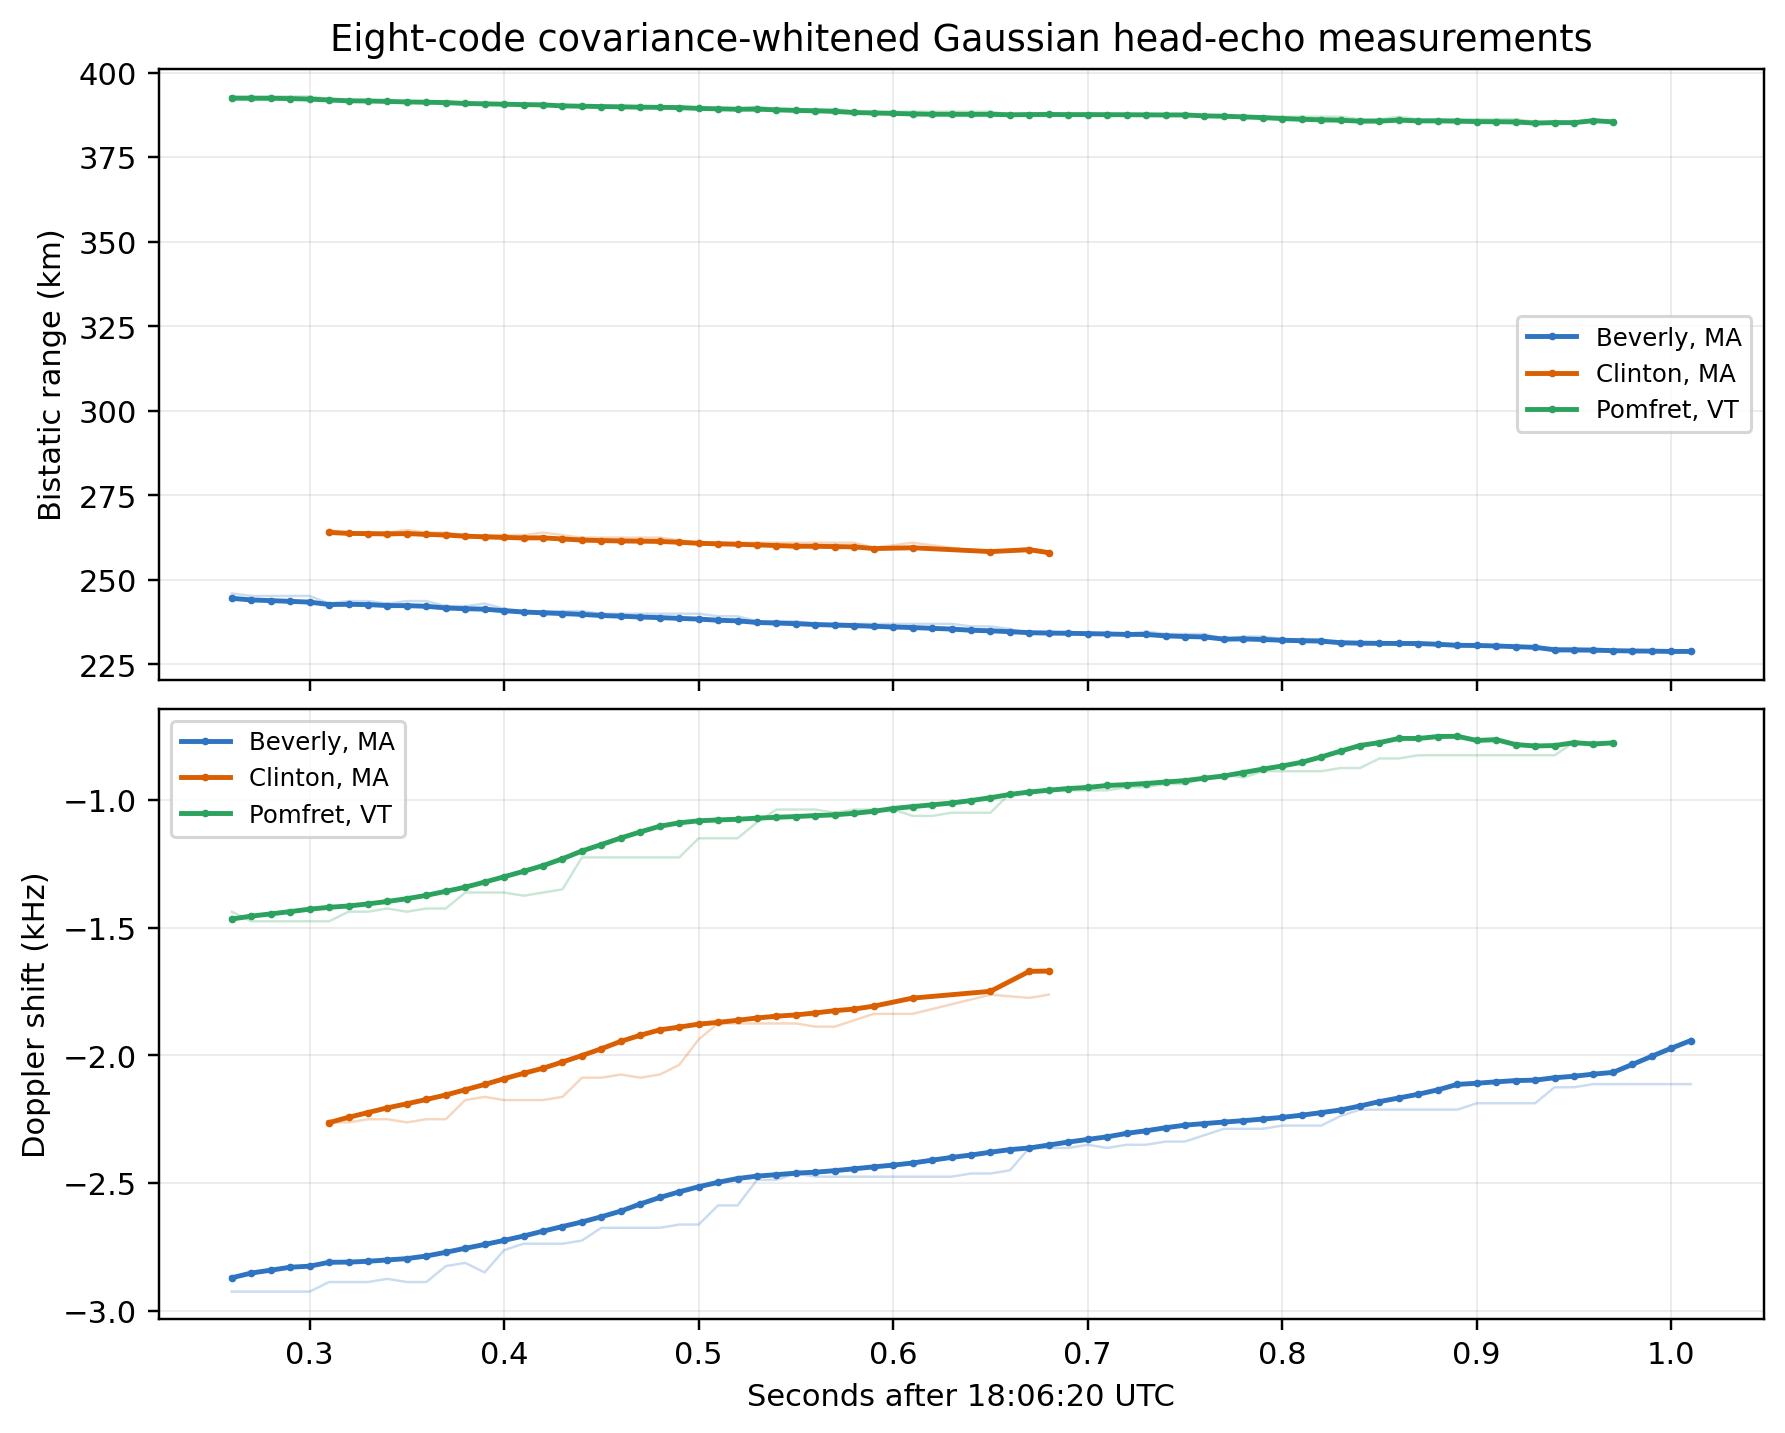 Eight-code covariance-whitened Gaussian head-echo measurements
400
375
350
325
300
275
250
225
Bistatic range (km)
Beverly, MA
Clinton, MA
Pomfret, VT
Beverly, MA
Clinton, MA
Pomfret, VT
−1.0
−1.5
−2.0
−2.5
−3.0
Doppler shift (kHz)
0.3 0.4 0.5 0.6 0.7 0.8 0.9 1.0
Seconds after 18:06:20 UTC